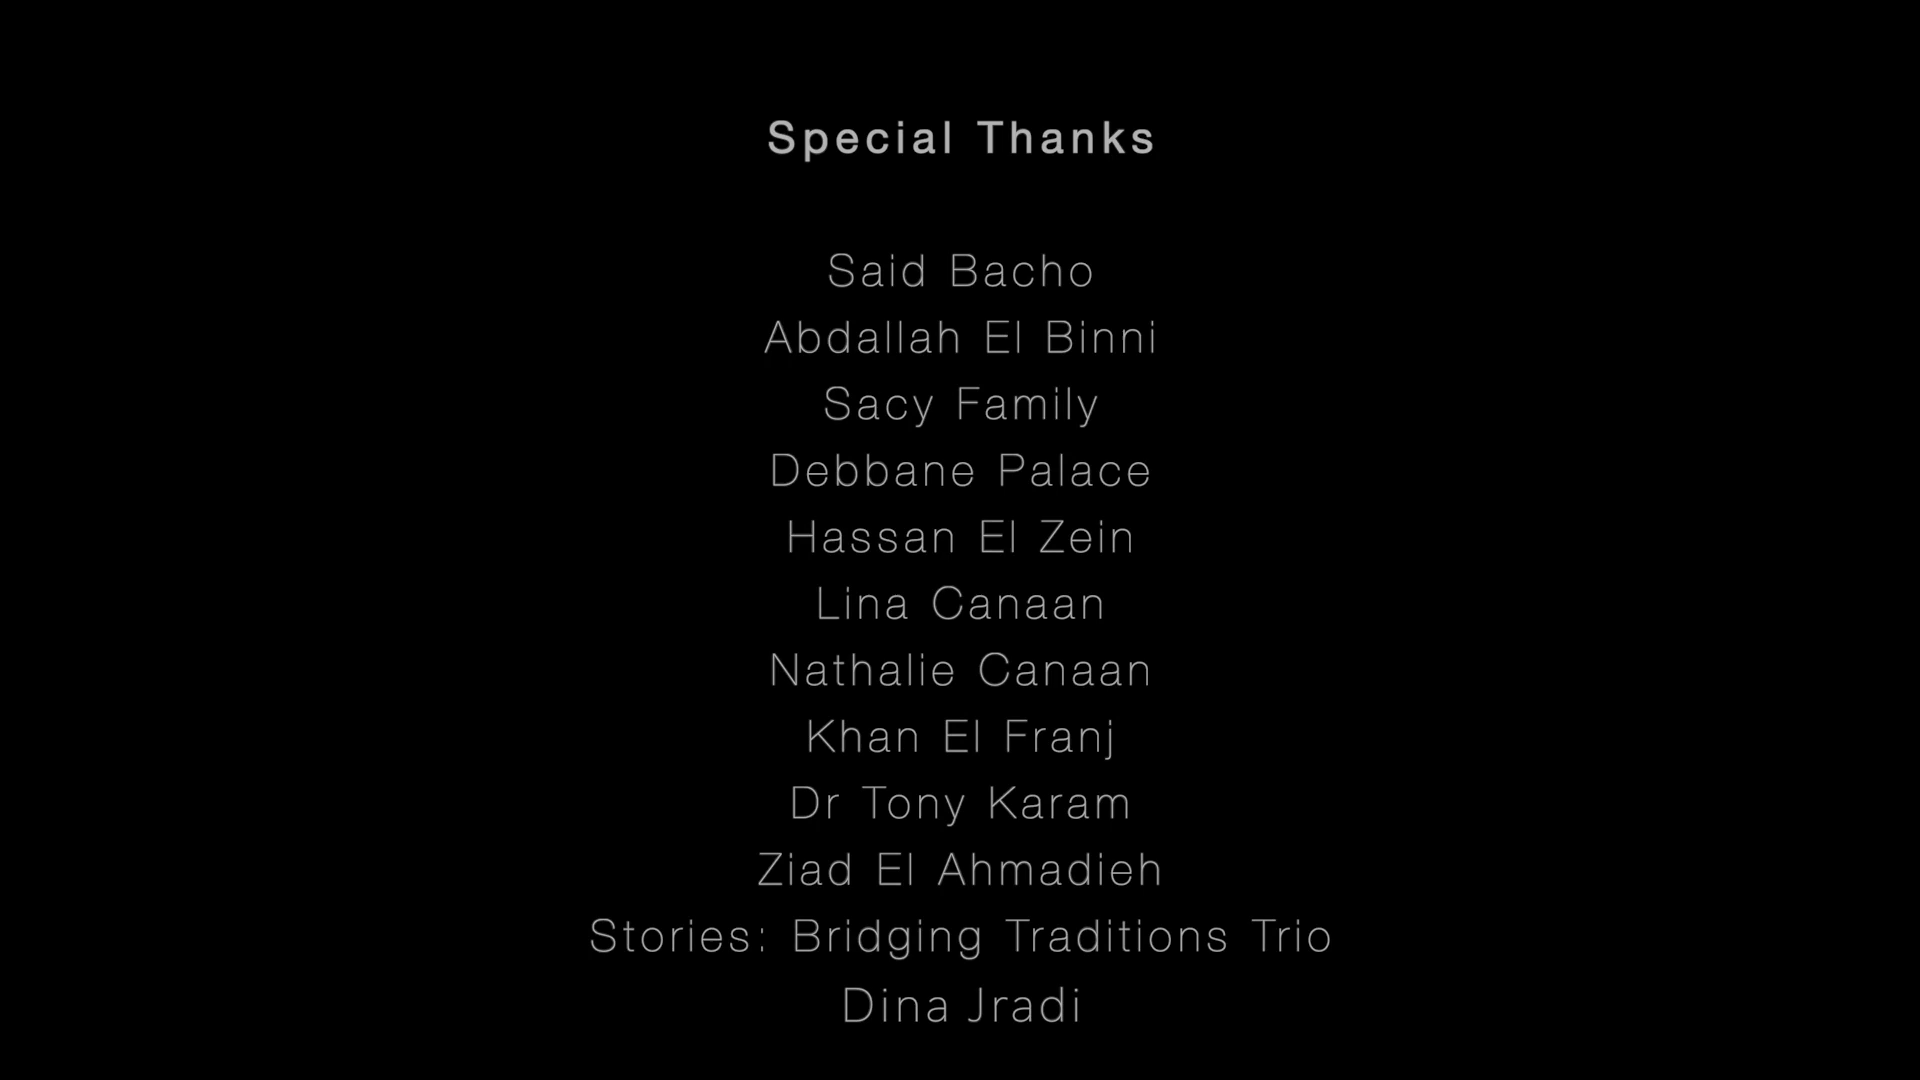 Special Thanks
Said Bacho
Abdallah El Binni
Sacy Family
Debbane Palace
Hassan El Zein
Lina Canaan
Nathalie Canaan
Khan El Franj
Dr Tony Karam
Ziad El Ahmadieh
Stories: Bridging Traditions Trio
Dina Jradi